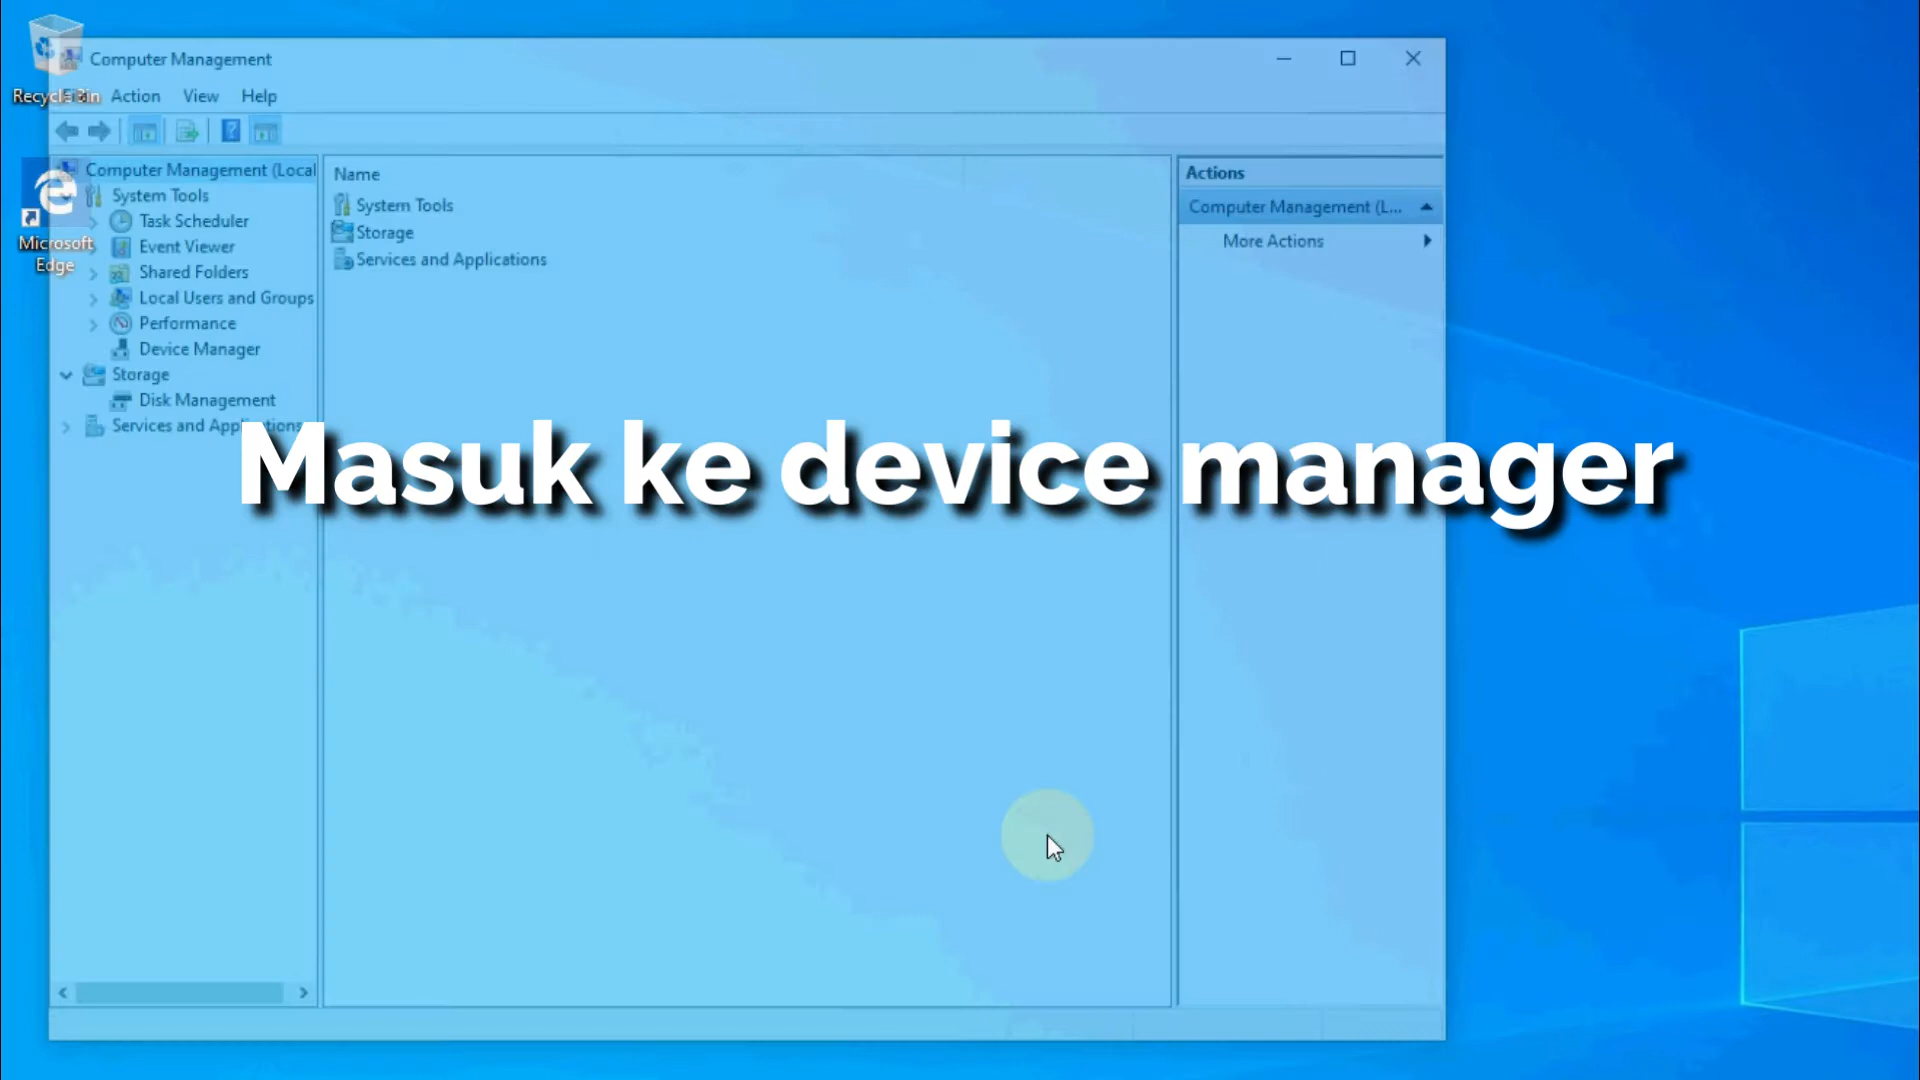 Computer Management
Recycle Bin
Action View Help
Computer Management (Local
System Tools
Task Scheduler
Event Viewer
Shared Folders
Local Users and Groups
Performance
Device Manager
Storage
Disk Management
Services and Applications
Microsoft
Edge
Name
System Tools
Storage
Services and Applications
Actions
Computer Management (L...
More Actions
Masuk ke device manager